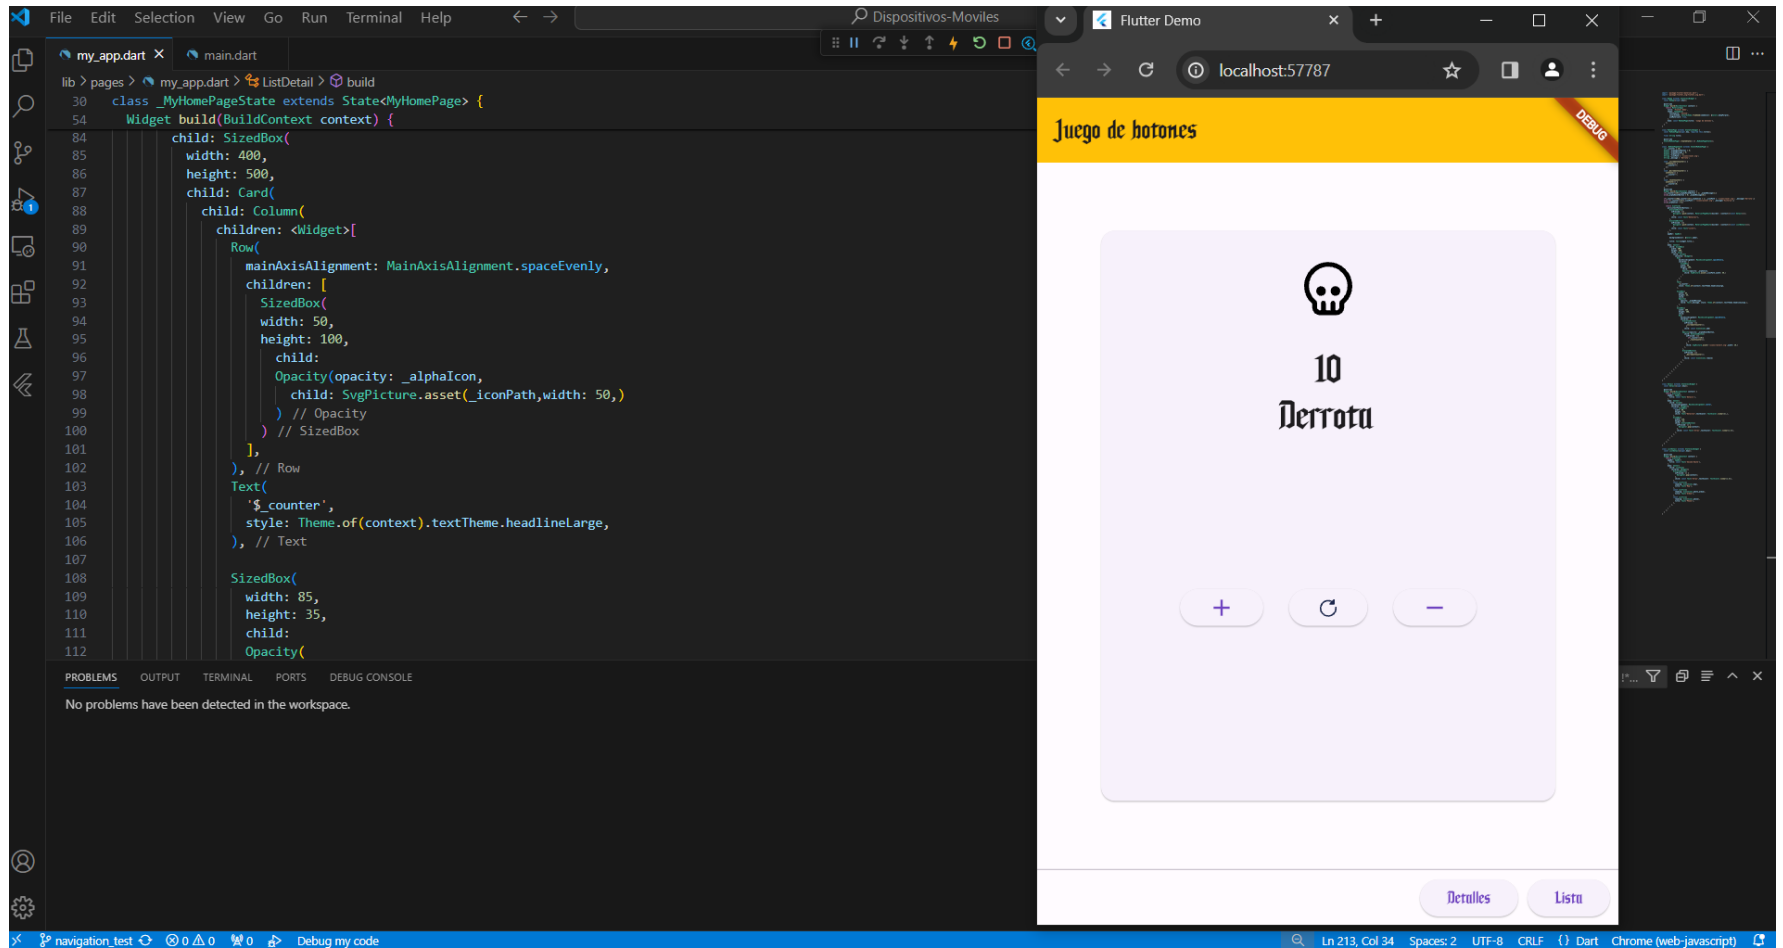 File Edit Selection View Go Run Terminal Help
Dispositivos-Moviles
my_app.dart
main.dart
lib > pages > my_app.dart > ListDetail > build
30 class _MyHomePageState extends State<MyHomePage> {
54 Widget build(BuildContext context) {
84 child: SizedBox(
85 width: 400,
86 height: 500,
87 child: Card(
88 child: Column(
89 children: <Widget>[
90 Row(
91 mainAxisAlignment: MainAxisAlignment.spaceEvenly,
92 children: [
93 SizedBox(
94 width: 50,
95 height: 100,
96 child:
97 Opacity(opacity: _alphaIcon,
98 child: SvgPicture.asset(_iconPath,width: 50,)
99 ) // Opacity
100 ) // SizedBox
101 ],
102 ), // Row
103 Text(
104 '$_counter',
105 style: Theme.of(context).textTheme.headlineLarge,
106 ), // Text
107
108 SizedBox(
109 width: 85,
110 height: 35,
111 child:
112 Opacity(
PROBLEMS OUTPUT TERMINAL PORTS DEBUG CONSOLE
No problems have been detected in the workspace.
Flutter Demo
localhost:57787
Juego de botones
DEBUG
10
Derrota
Detalles
Lista
navigation_test 0 0 0 Debug my code
Ln 213, Col 34 Spaces: 2 UTF-8 CRLF {} Dart Chrome (web-javascript)